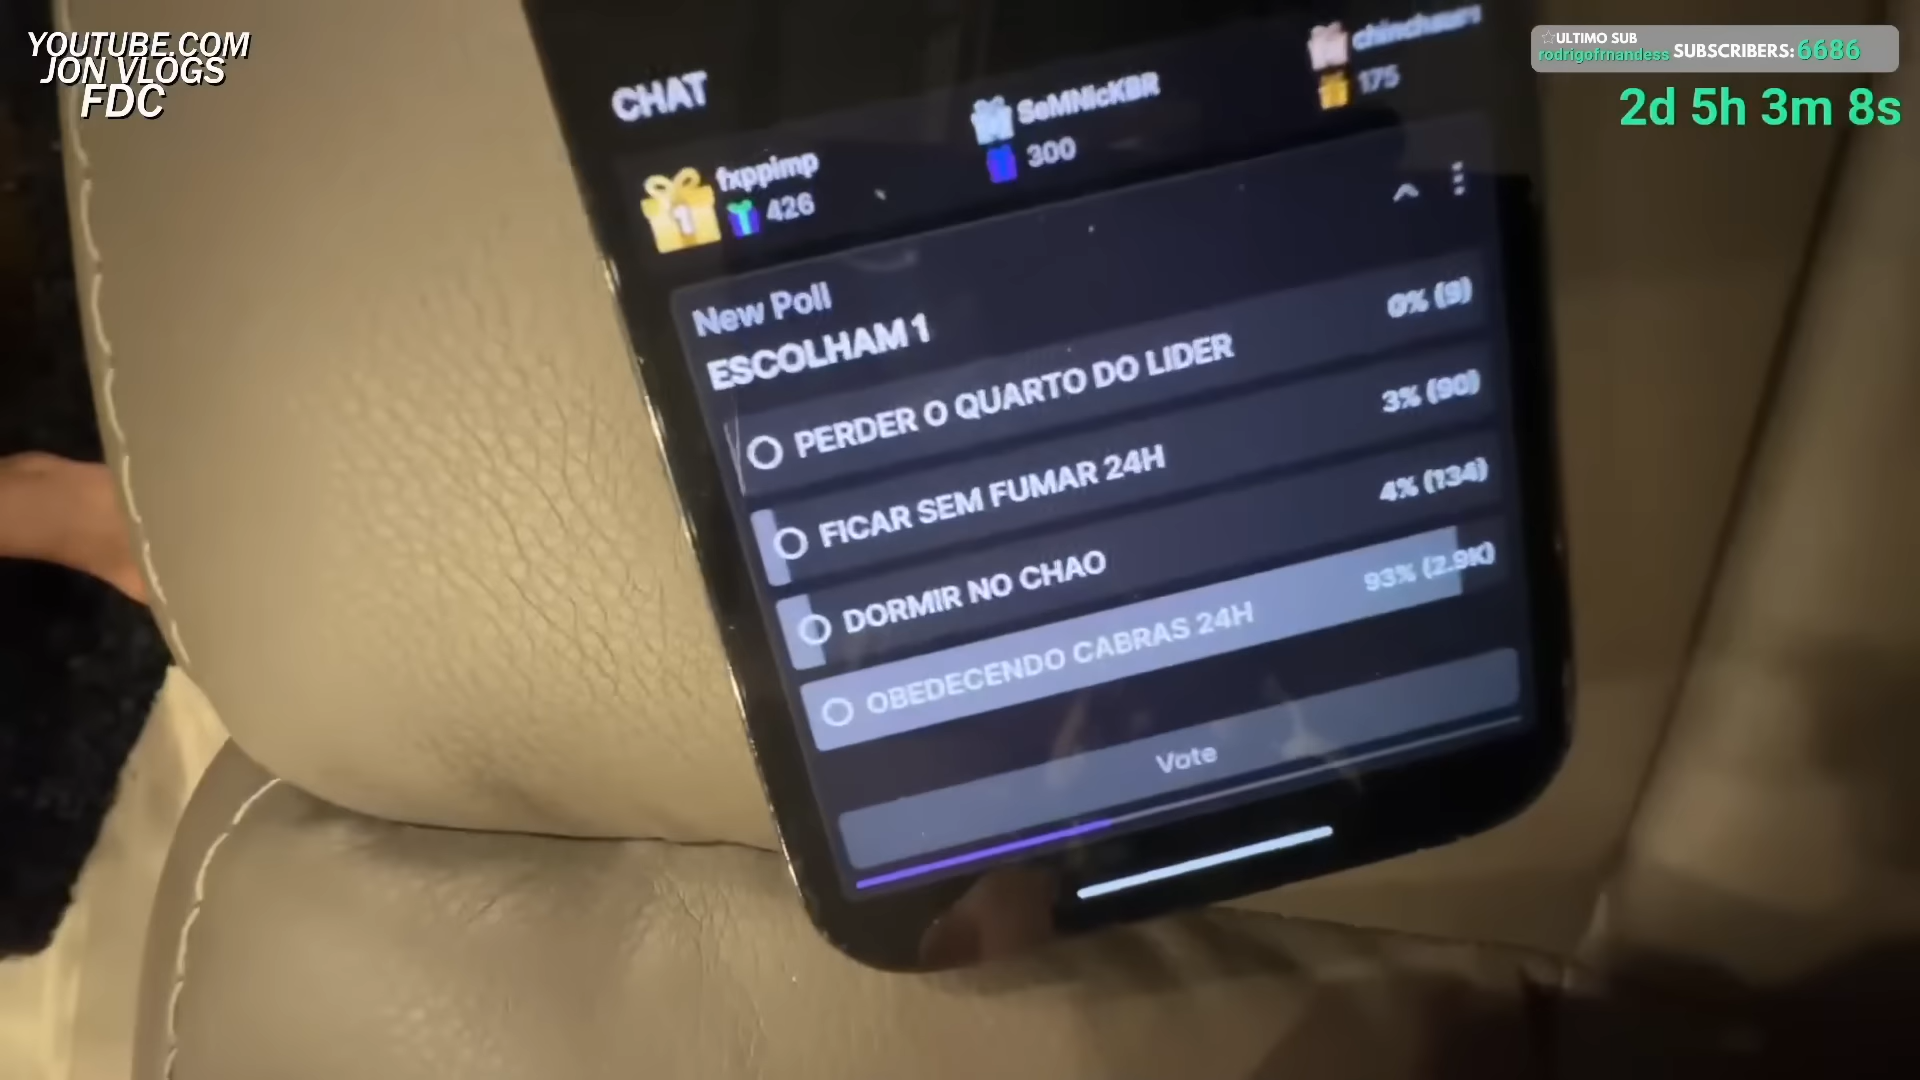 YOUTUBE.COM
JON VLOGS
FDC
☆ULTIMO SUB
rodrigofrnandess SUBSCRIBERS: 6686
2d 5h 3m 8s
CHAT
fxppimp
426
SeMNicKBR
300
175
New Poll
ESCOLHAM 1
PERDER O QUARTO DO LIDER 0% (9)
FICAR SEM FUMAR 24H 3% (90)
DORMIR NO CHAO 4% (134)
OBEDECENDO CABRAS 24H 93% (2.9K)
Vote